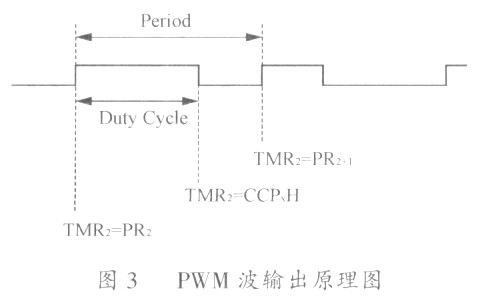 Period
Duty Cycle
TMR₂=PR₂₊₁
TMR₂=CCPₓH
TMR₂=PR₂
图 3 PWM 波输出原理图